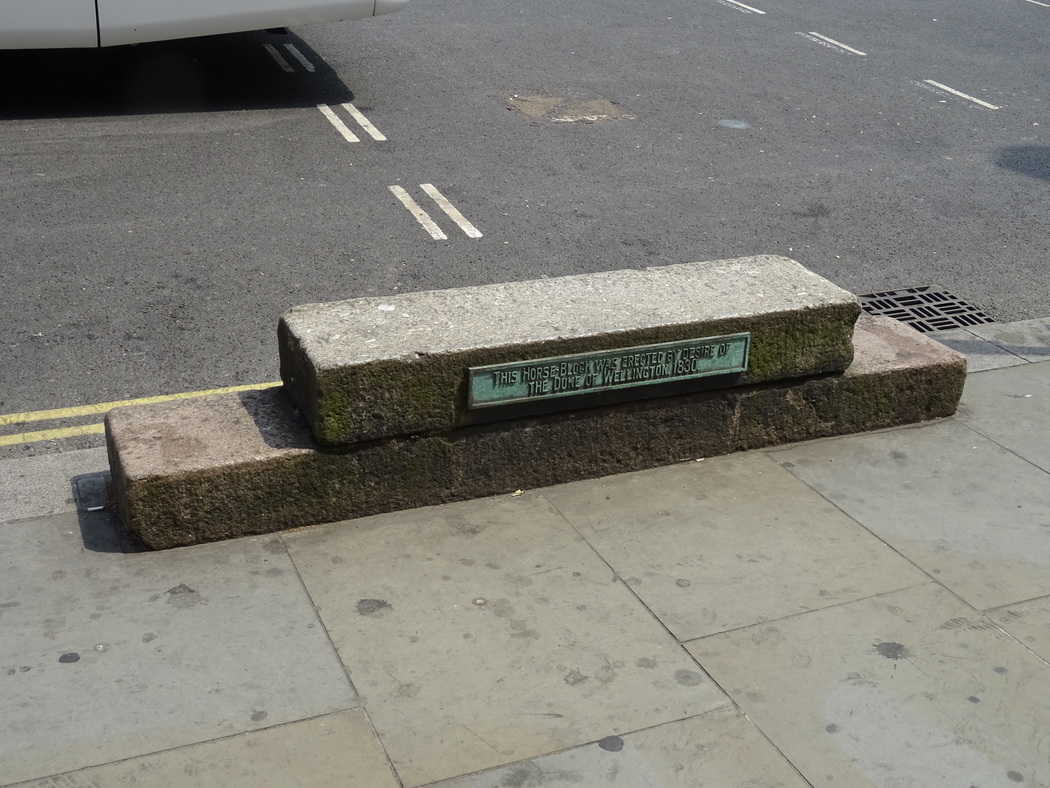 THIS HORSE BLOCK WAS ERECTED BY DESIRE OF
THE DUKE OF WELLINGTON 1830